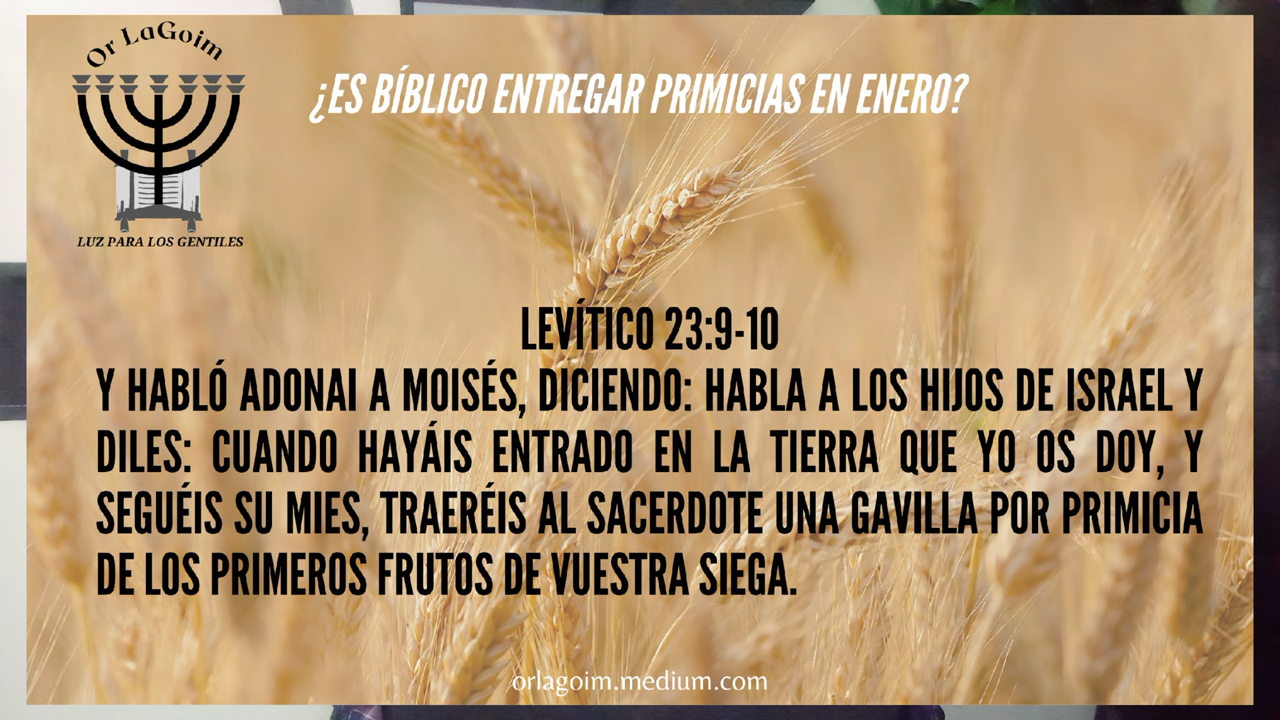 Or LaGoim
LUZ PARA LOS GENTILES
¿ES BÍBLICO ENTREGAR PRIMICIAS EN ENERO?
LEVÍTICO 23:9-10
Y HABLÓ ADONAI A MOISÉS, DICIENDO: HABLA A LOS HIJOS DE ISRAEL Y
DILES: CUANDO HAYÁIS ENTRADO EN LA TIERRA QUE YO OS DOY, Y
SEGUÉIS SU MIES, TRAERÉIS AL SACERDOTE UNA GAVILLA POR PRIMICIA
DE LOS PRIMEROS FRUTOS DE VUESTRA SIEGA.
orlagoim.medium.com